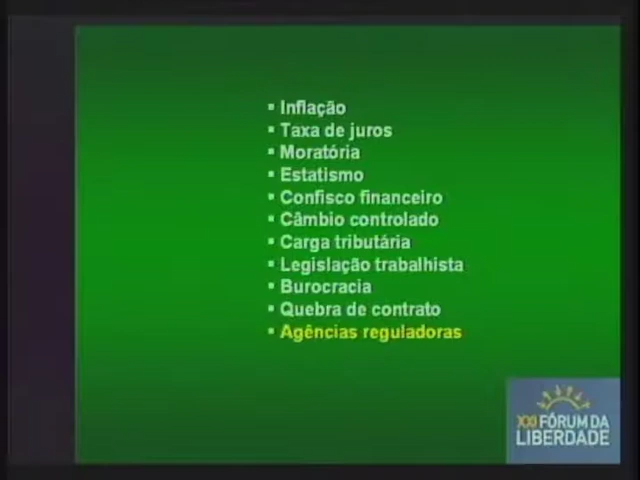 ▪ Inflação
▪ Taxa de juros
▪ Moratória
▪ Estatismo
▪ Confisco financeiro
▪ Câmbio controlado
▪ Carga tributária
▪ Legislação trabalhista
▪ Burocracia
▪ Quebra de contrato
▪ Agências reguladoras
XXI FÓRUM DA
LIBERDADE